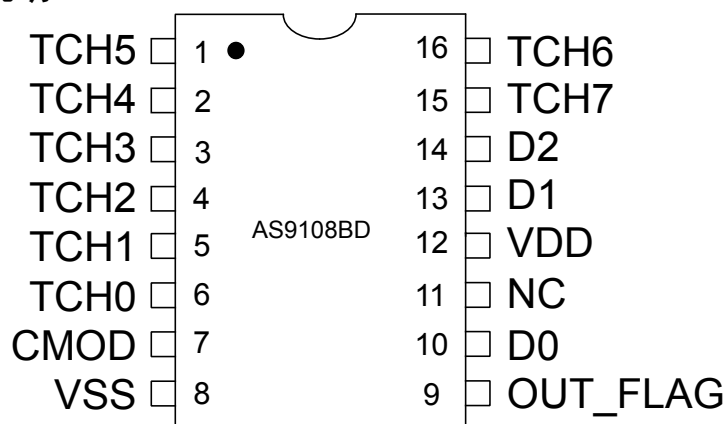 TCH5 1 16 TCH6
TCH4 2 15 TCH7
TCH3 3 14 D2
TCH2 4 13 D1
AS9108BD
TCH1 5 12 VDD
TCH0 6 11 NC
CMOD 7 10 D0
VSS 8 9 OUT_FLAG